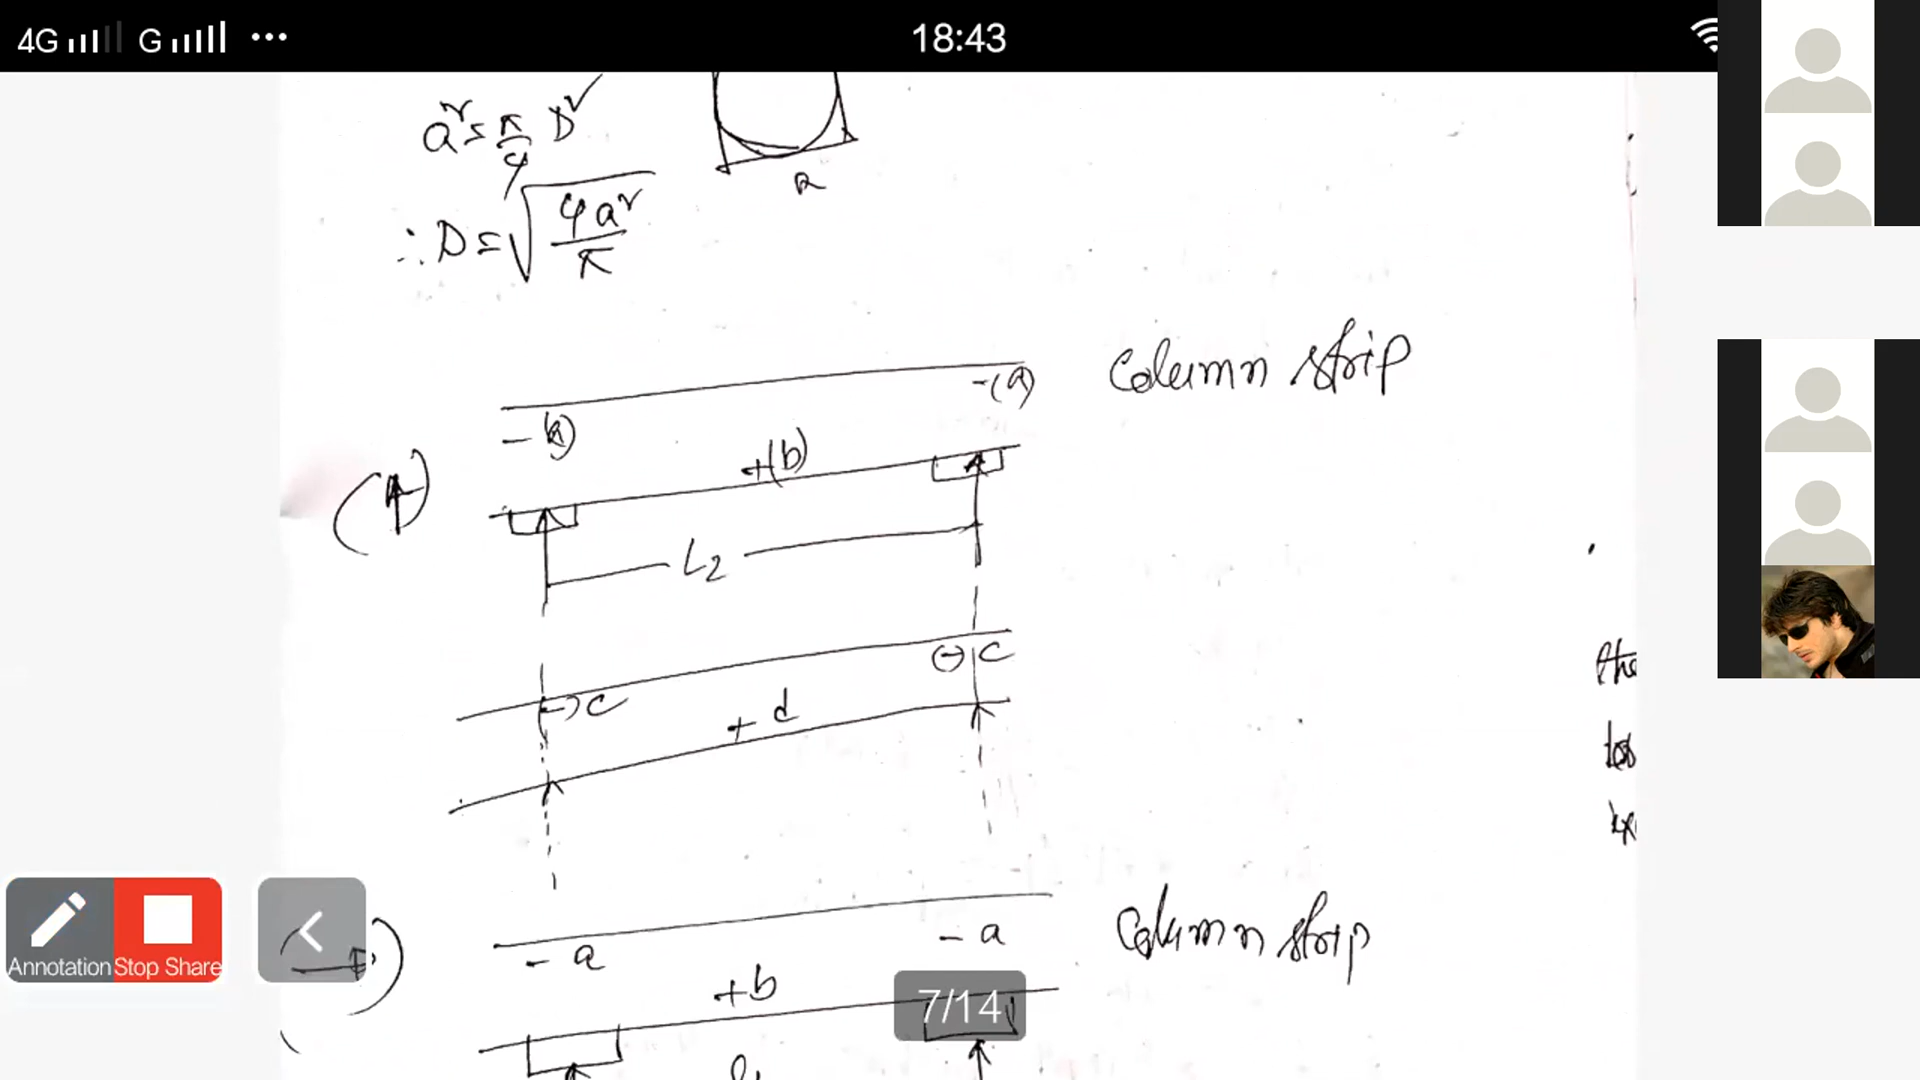 4G G ••• 18:43
a² = π/4 D²
a
∴ D = √(4a²/π)
Column strip
-(a)
-(a)
+(b)
L2
(-) c
(-) c
+ d
Column strip
- a
- a
+b
Annotation Stop Share
7/14